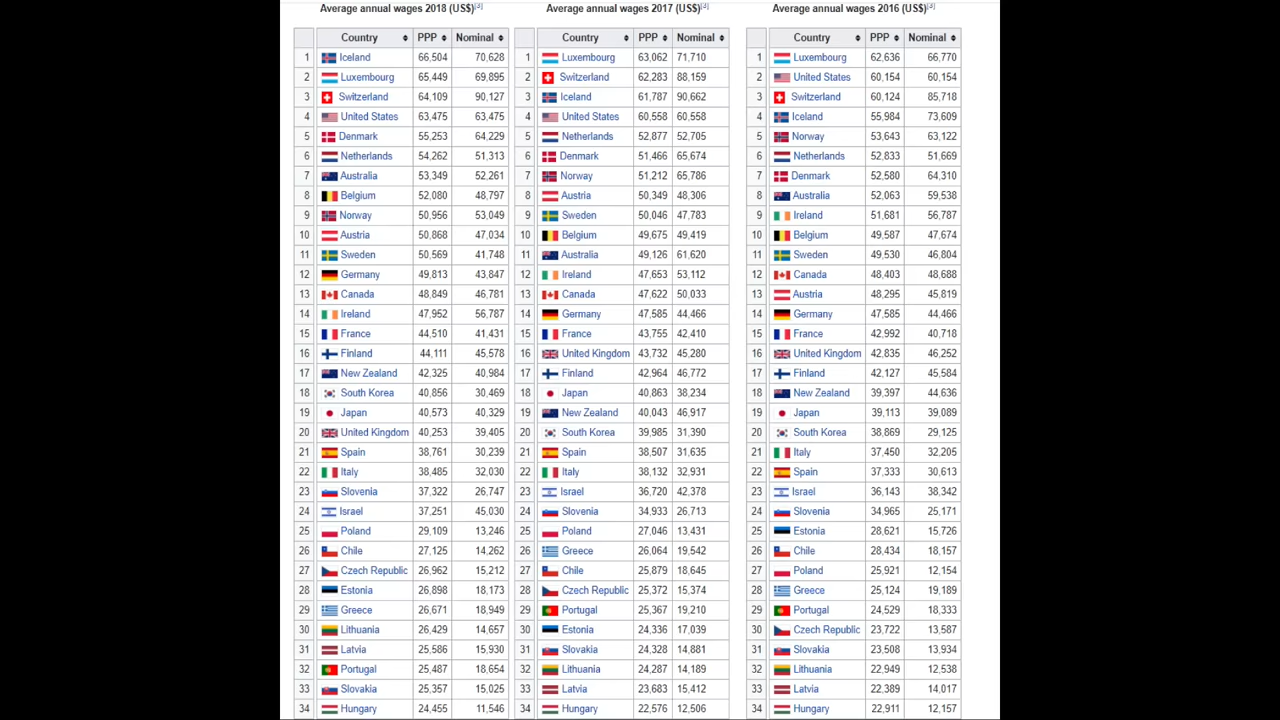 Average annual wages 2018 (US$)[3] Average annual wages 2017 (US$)[3] Average annual wages 2016 (US$)[3]
Country PPP Nominal Country PPP Nominal Country PPP Nominal
1 Iceland 66,504 70,628 1 Luxembourg 63,062 71,710 1 Luxembourg 62,636 66,770
2 Luxembourg 65,449 69,895 2 Switzerland 62,283 88,159 2 United States 60,154 60,154
3 Switzerland 64,109 90,127 3 Iceland 61,787 90,662 3 Switzerland 60,124 85,718
4 United States 63,475 63,475 4 United States 60,558 60,558 4 Iceland 55,984 73,609
5 Denmark 55,253 64,229 5 Netherlands 52,877 52,705 5 Norway 53,643 63,122
6 Netherlands 54,262 51,313 6 Denmark 51,466 65,674 6 Netherlands 52,833 51,669
7 Australia 53,349 52,261 7 Norway 51,212 65,786 7 Denmark 52,580 64,310
8 Belgium 52,080 48,797 8 Austria 50,349 48,306 8 Australia 52,063 59,538
9 Norway 50,956 53,049 9 Sweden 50,046 47,783 9 Ireland 51,681 56,787
10 Austria 50,868 47,034 10 Belgium 49,675 49,419 10 Belgium 49,587 47,674
11 Sweden 50,569 41,748 11 Australia 49,126 61,620 11 Sweden 49,530 46,804
12 Germany 49,813 43,847 12 Ireland 47,653 53,112 12 Canada 48,403 48,688
13 Canada 48,849 46,781 13 Canada 47,622 50,033 13 Austria 48,295 45,819
14 Ireland 47,952 56,787 14 Germany 47,585 44,466 14 Germany 47,585 44,466
15 France 44,510 41,431 15 France 43,755 42,410 15 France 42,992 40,718
16 Finland 44,111 45,578 16 United Kingdom 43,732 45,280 16 United Kingdom 42,835 46,252
17 New Zealand 42,325 40,984 17 Finland 42,964 46,772 17 Finland 42,127 45,584
18 South Korea 40,856 30,469 18 Japan 40,863 38,234 18 New Zealand 39,397 44,636
19 Japan 40,573 40,329 19 New Zealand 40,043 46,917 19 Japan 39,113 39,089
20 United Kingdom 40,253 39,405 20 South Korea 39,985 31,390 20 South Korea 38,869 29,125
21 Spain 38,761 30,239 21 Spain 38,507 31,635 21 Italy 37,450 32,205
22 Italy 38,485 32,030 22 Italy 38,132 32,931 22 Spain 37,333 30,613
23 Slovenia 37,322 26,747 23 Israel 36,720 42,378 23 Israel 36,143 38,342
24 Israel 37,251 45,030 24 Slovenia 34,933 26,713 24 Slovenia 34,965 25,171
25 Poland 29,109 13,246 25 Poland 27,046 13,431 25 Estonia 28,621 15,726
26 Chile 27,125 14,262 26 Greece 26,064 19,542 26 Chile 28,434 18,157
27 Czech Republic 26,962 15,212 27 Chile 25,879 18,645 27 Poland 25,921 12,154
28 Estonia 26,898 18,173 28 Czech Republic 25,372 15,374 28 Greece 25,124 19,189
29 Greece 26,671 18,949 29 Portugal 25,367 19,210 29 Portugal 24,529 18,333
30 Lithuania 26,429 14,657 30 Estonia 24,336 17,039 30 Czech Republic 23,722 13,587
31 Latvia 25,586 15,930 31 Slovakia 24,328 14,881 31 Slovakia 23,508 13,934
32 Portugal 25,487 18,654 32 Lithuania 24,287 14,189 32 Lithuania 22,949 12,538
33 Slovakia 25,357 15,025 33 Latvia 23,683 15,412 33 Latvia 22,389 14,017
34 Hungary 24,455 11,546 34 Hungary 22,576 12,506 34 Hungary 22,911 12,157